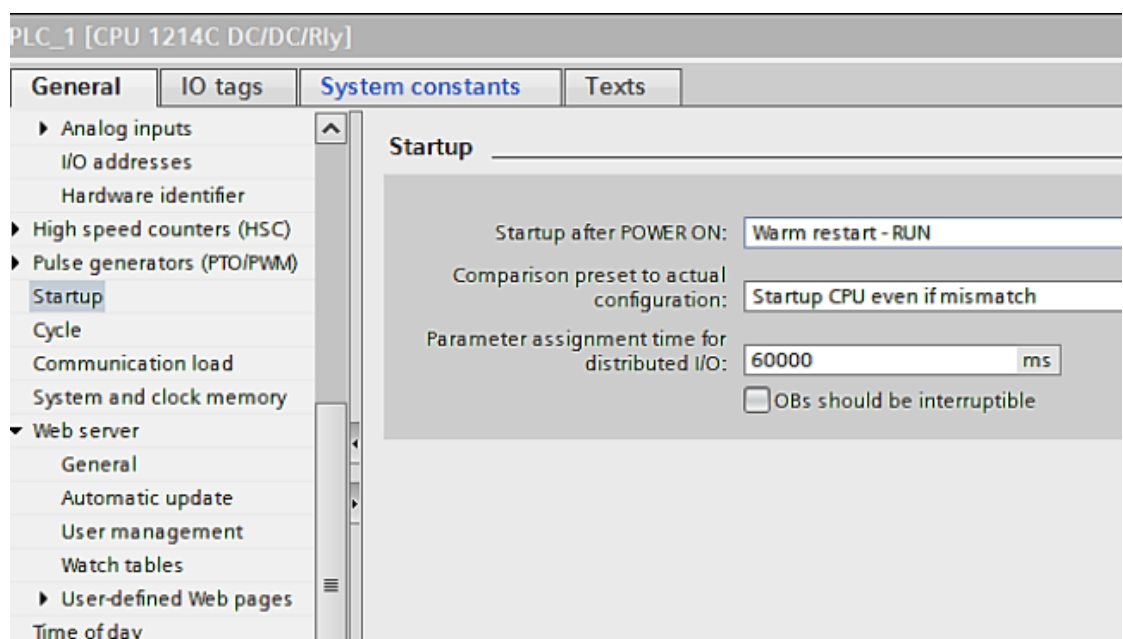 PLC_1 [CPU 1214C DC/DC/Rly]
General
IO tags
System constants
Texts
Analog inputs
I/O addresses
Hardware identifier
High speed counters (HSC)
Pulse generators (PTO/PWM)
Startup
Cycle
Communication load
System and clock memory
Web server
General
Automatic update
User management
Watch tables
User-defined Web pages
Time of day
Startup
Startup after POWER ON:
Warm restart - RUN
Comparison preset to actual
configuration:
Startup CPU even if mismatch
Parameter assignment time for
distributed I/O:
60000
ms
OBs should be interruptible